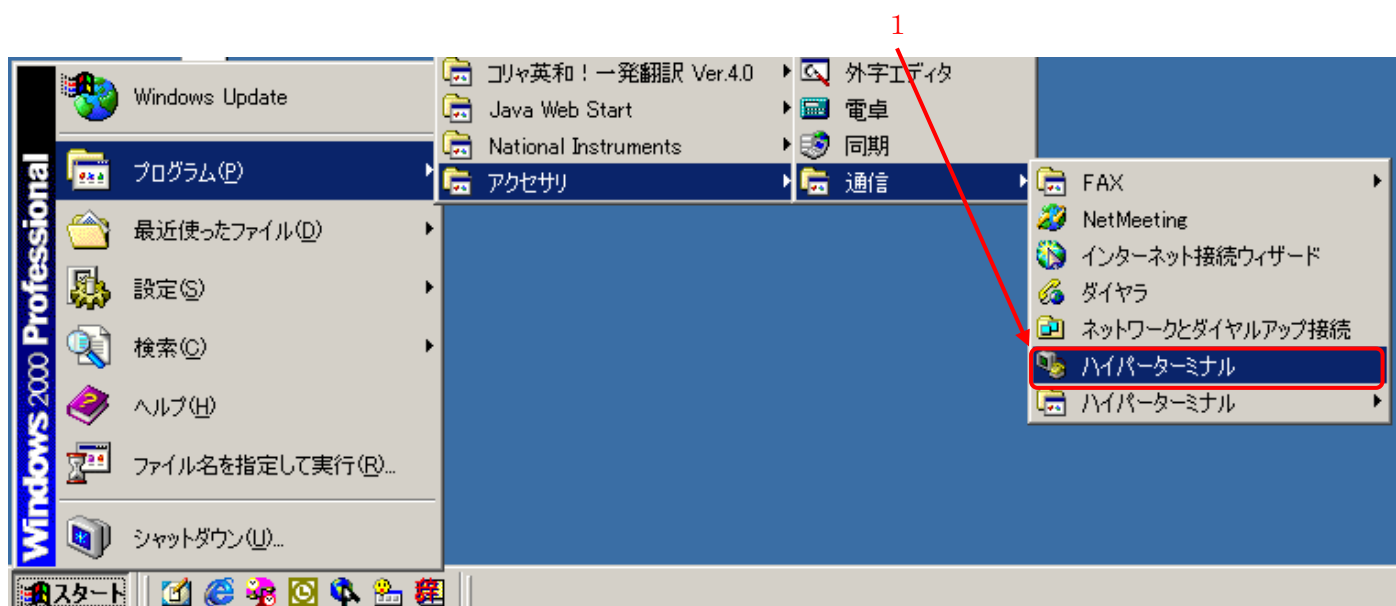 1
Windows Update
プログラム(P)
最近使ったファイル(D)
設定(S)
検索(C)
ヘルプ(H)
ファイル名を指定して実行(R)...
シャットダウン(U)...
Windows 2000 Professional
スタート
コリャ英和！一発翻訳 Ver.4.0
Java Web Start
National Instruments
アクセサリ
外字エディタ
電卓
同期
通信
FAX
NetMeeting
インターネット接続ウィザード
ダイヤラ
ネットワークとダイヤルアップ接続
ハイパーターミナル
ハイパーターミナル